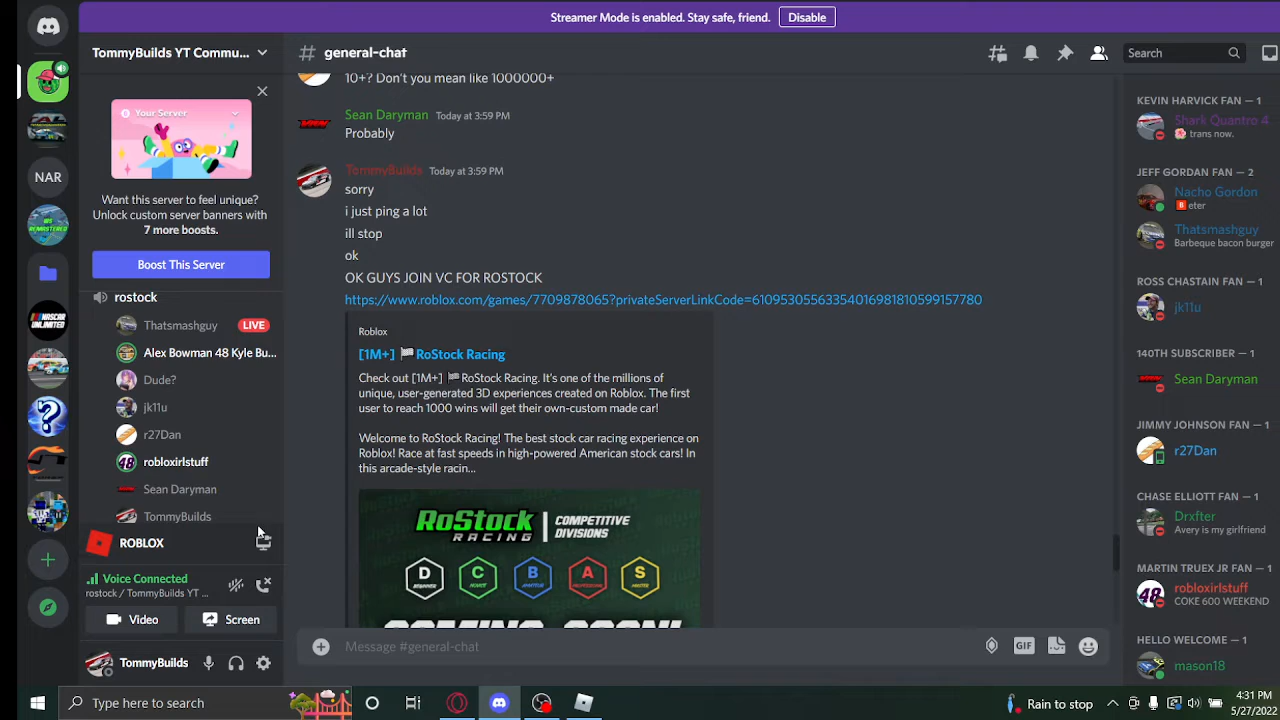 Streamer Mode is enabled. Stay safe, friend.
Disable
TommyBuilds YT Commu...
# general-chat
Search
Your Server
Want this server to feel unique?
Unlock custom server banners with
7 more boosts.
Boost This Server
NAR
rostock
Thatsmashguy
LIVE
Alex Bowman 48 Kyle Bu...
Dude?
jk11u
r27Dan
robloxirlstuff
Sean Daryman
TommyBuilds
ROBLOX
Voice Connected
rostock / TommyBuilds YT ...
Video
Screen
TommyBuilds
10+? Don't you mean like 1000000+
Sean Daryman Today at 3:59 PM
Probably
TommyBuilds Today at 3:59 PM
sorry
i just ping a lot
ill stop
ok
OK GUYS JOIN VC FOR ROSTOCK
https://www.roblox.com/games/7709878065?privateServerLinkCode=61095305563354016981810599157780
Roblox
[1M+] 🏁RoStock Racing
Check out [1M+] 🏁RoStock Racing. It's one of the millions of
unique, user-generated 3D experiences created on Roblox. The first
user to reach 1000 wins will get their own-custom made car!
Welcome to RoStock Racing! The best stock car racing experience on
Roblox! Race at fast speeds in high-powered American stock cars! In
this arcade-style racin...
ROSTOCK
RACING
COMPETITIVE
DIVISIONS
D C B A S
COMING SOON!
Message #general-chat
GIF
KEVIN HARVICK FAN — 1
Shark Quantro 4
trans now.
JEFF GORDAN FAN — 2
Nacho Gordon
🅱eter
Thatsmashguy
Barbeque bacon burger
ROSS CHASTAIN FAN — 1
jk11u
140TH SUBSCRIBER — 1
Sean Daryman
JIMMY JOHNSON FAN — 1
r27Dan
CHASE ELLIOTT FAN — 1
Drxfter
Avery is my girlfriend
MARTIN TRUEX JR FAN — 1
robloxirlstuff
COKE 600 WEEKEND
HELLO WELCOME — 1
mason18
Type here to search
Rain to stop
4:31 PM
5/27/2022